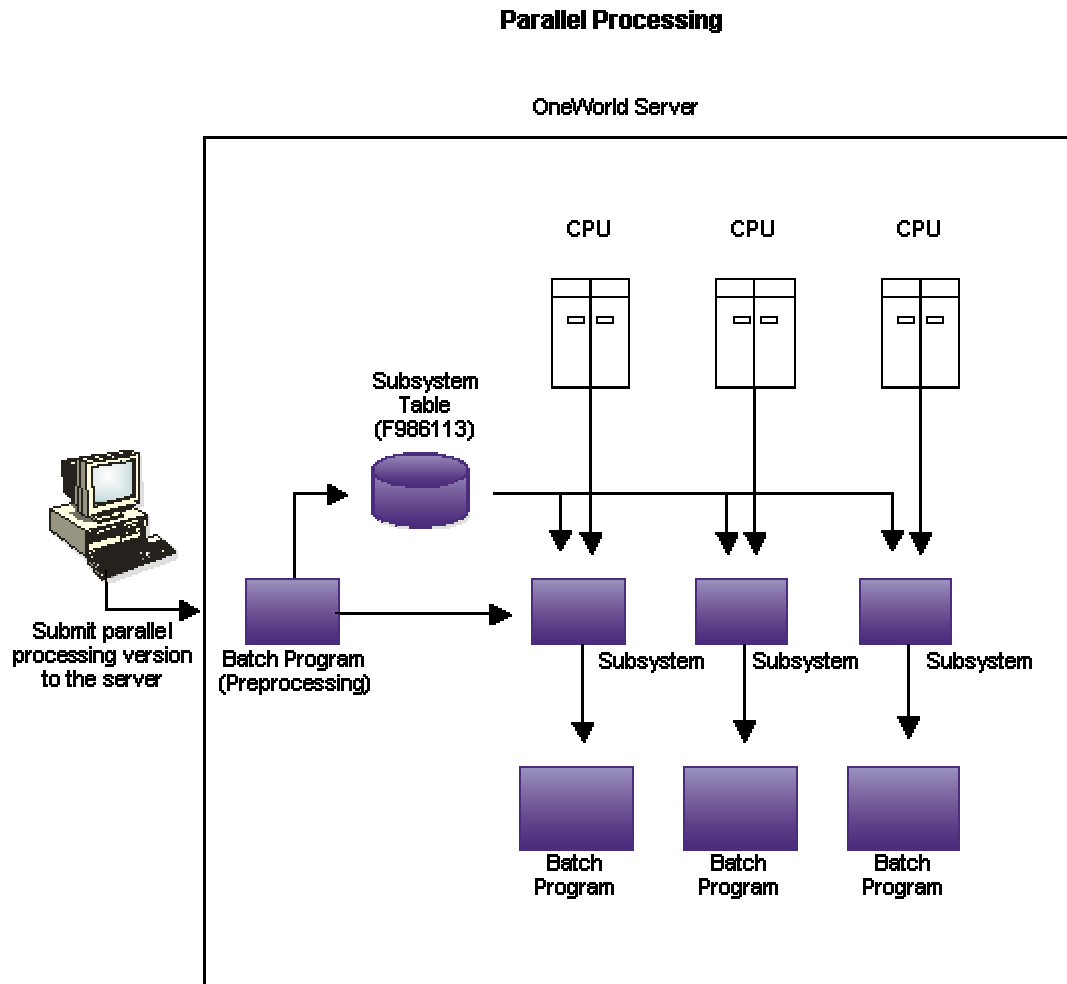 Parallel Processing
OneWorld Server
CPU
CPU
CPU
Subsystem
Table
(F986113)
Submit parallel
processing version
to the server
Batch Program
(Preprocessing)
Subsystem
Subsystem
Subsystem
Batch
Program
Batch
Program
Batch
Program